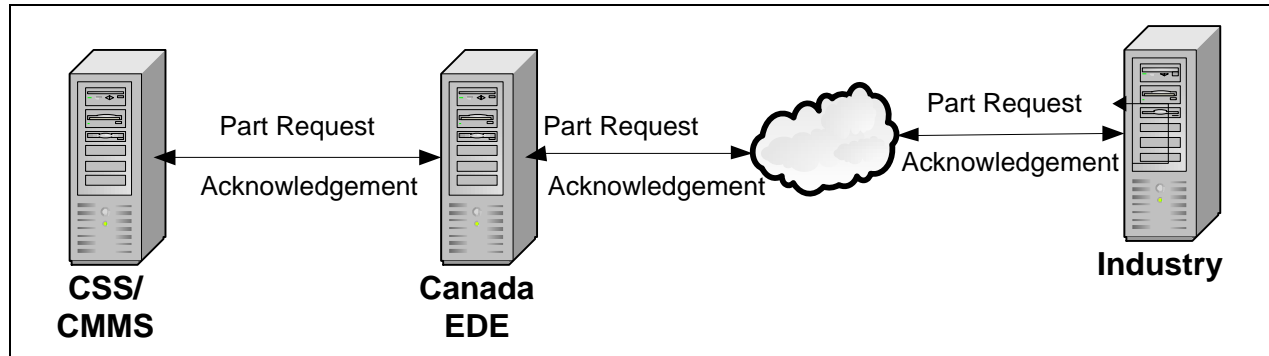 Part Request
Acknowledgement
Part Request
Acknowledgement
Part Request
Acknowledgement
CSS/
CMMS
Canada
EDE
Industry